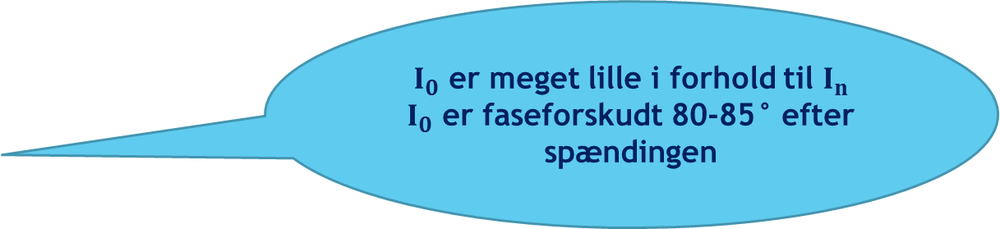 I₀ er meget lille i forhold til Iₙ
I₀ er faseforskudt 80-85° efter
spændingen